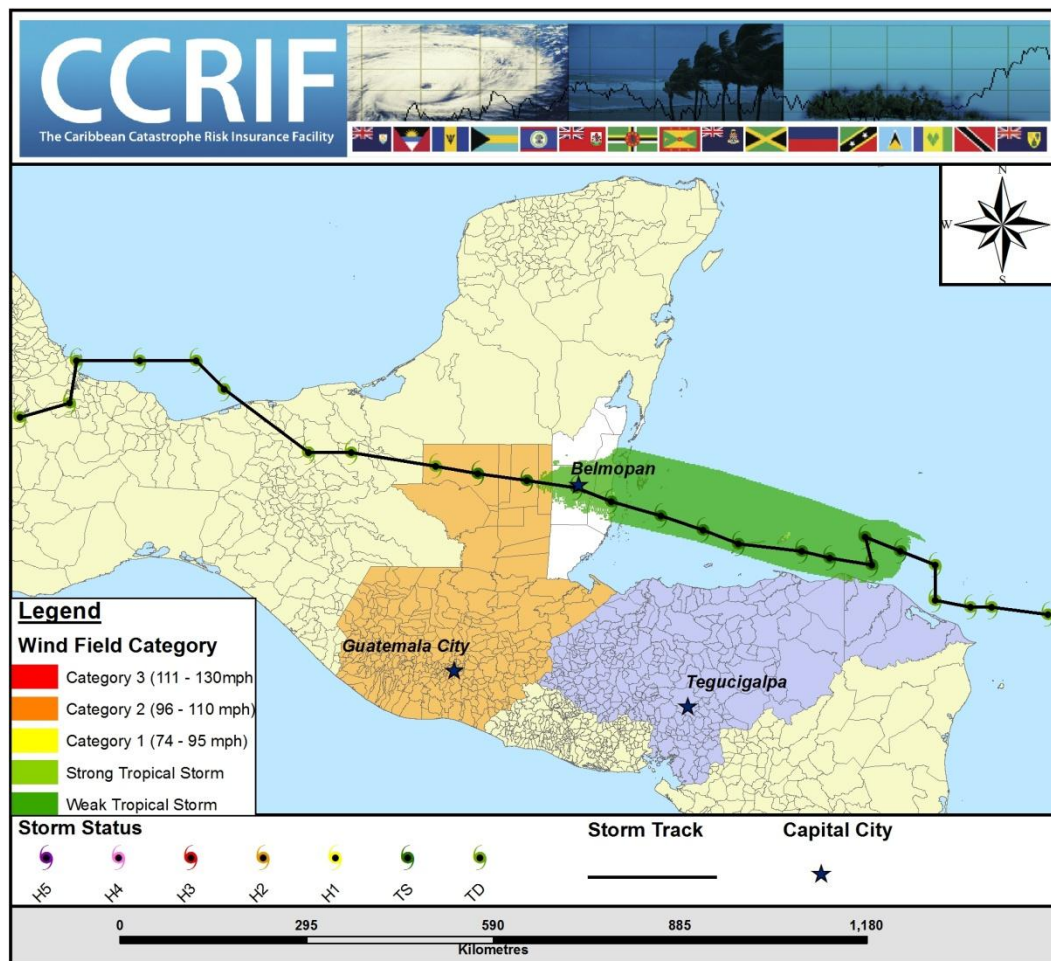 CCRIF
The Caribbean Catastrophe Risk Insurance Facility
N
W
E
S
Belmopan
Guatemala City
Tegucigalpa
Legend
Wind Field Category
Category 3 (111 - 130mph
Category 2 (96 - 110 mph)
Category 1 (74 - 95 mph)
Strong Tropical Storm
Weak Tropical Storm
Storm Status
H5
H4
H3
H2
H1
TS
TD
Storm Track
Capital City
0
295
590
885
1,180
Kilometres